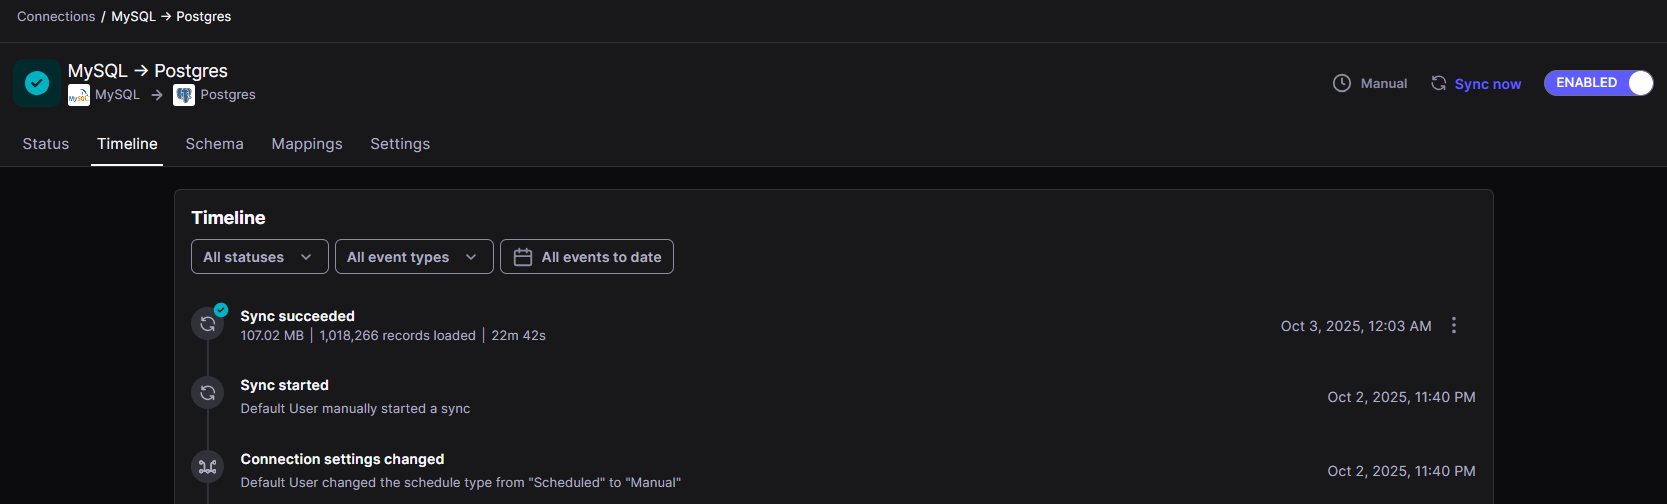 Connections / MySQL → Postgres
MySQL → Postgres
MySQL MySQL → Postgres
Manual Sync now ENABLED
Status Timeline Schema Mappings Settings
Timeline
All statuses All event types All events to date
Sync succeeded
107.02 MB | 1,018,266 records loaded | 22m 42s
Oct 3, 2025, 12:03 AM
Sync started
Default User manually started a sync
Oct 2, 2025, 11:40 PM
Connection settings changed
Default User changed the schedule type from "Scheduled" to "Manual"
Oct 2, 2025, 11:40 PM